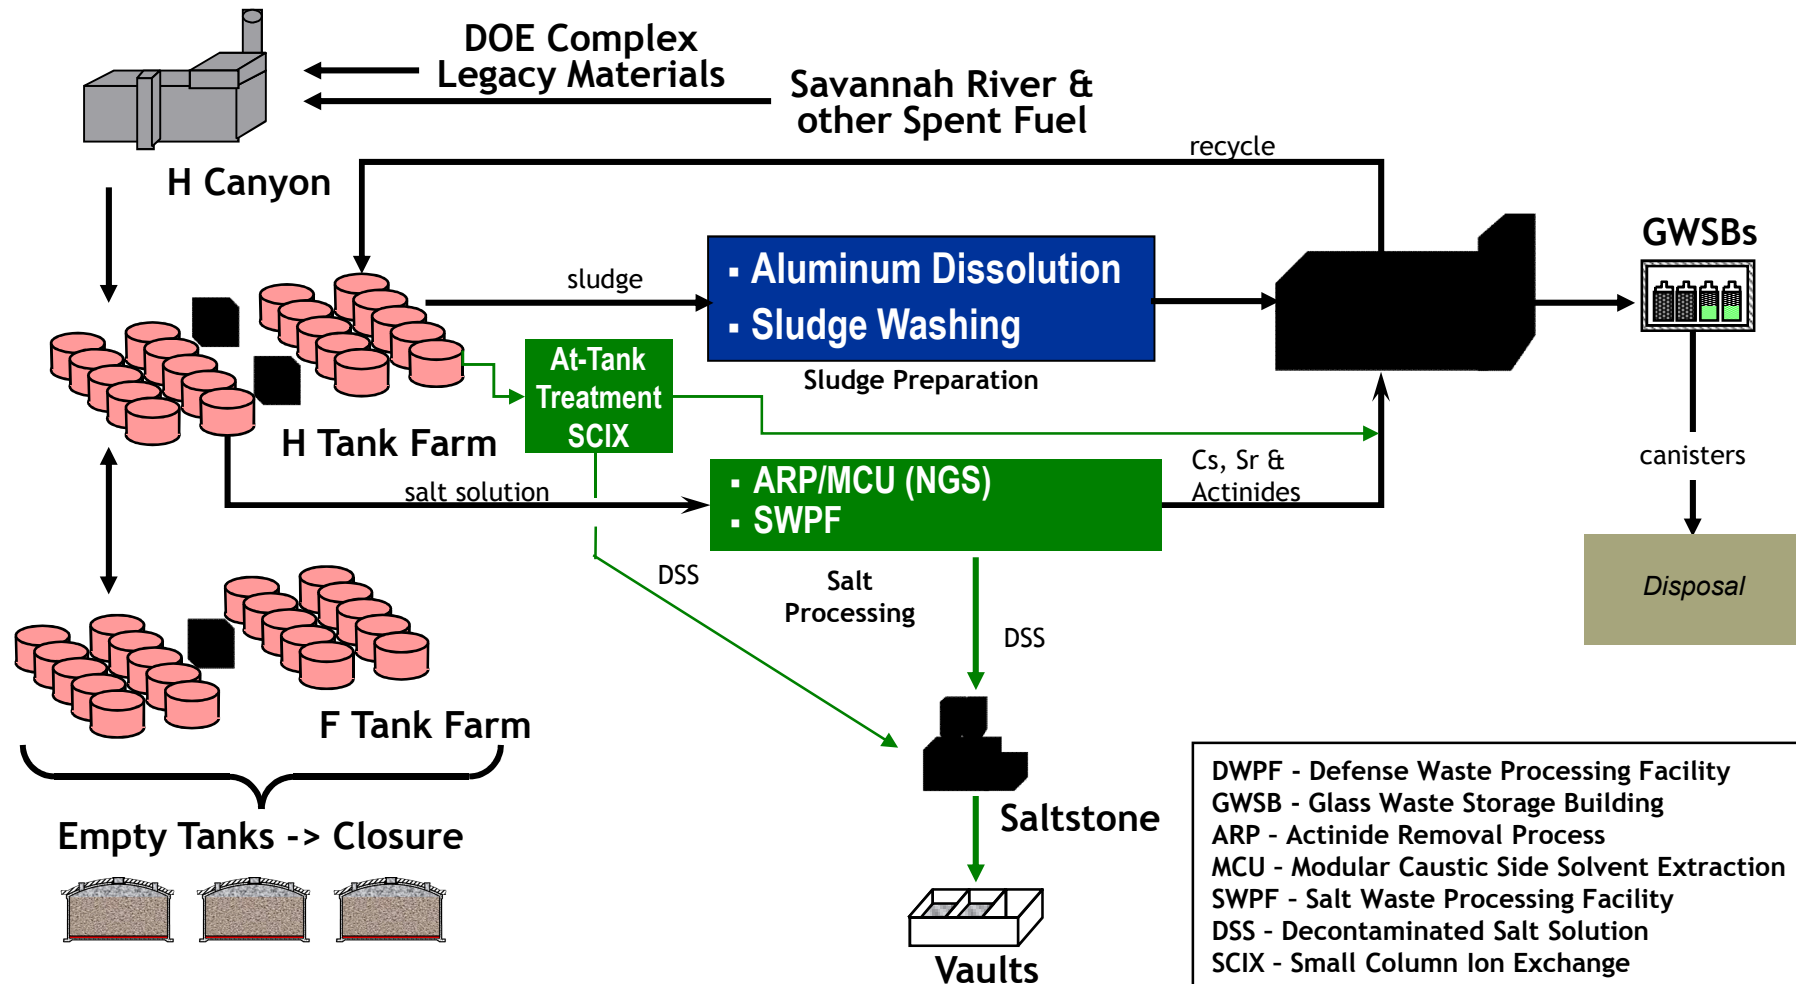 DOE Complex
Legacy Materials
Savannah River &
other Spent Fuel
H Canyon
recycle
GWSBs
▪ Aluminum Dissolution
▪ Sludge Washing
sludge
Sludge Preparation
At-Tank
Treatment
SCIX
H Tank Farm
salt solution
▪ ARP/MCU (NGS)
▪ SWPF
Cs, Sr &
Actinides
canisters
Disposal
DSS
Salt
Processing
DSS
F Tank Farm
Empty Tanks -> Closure
Saltstone
Vaults
DWPF - Defense Waste Processing Facility
GWSB - Glass Waste Storage Building
ARP - Actinide Removal Process
MCU - Modular Caustic Side Solvent Extraction
SWPF - Salt Waste Processing Facility
DSS - Decontaminated Salt Solution
SCIX - Small Column Ion Exchange